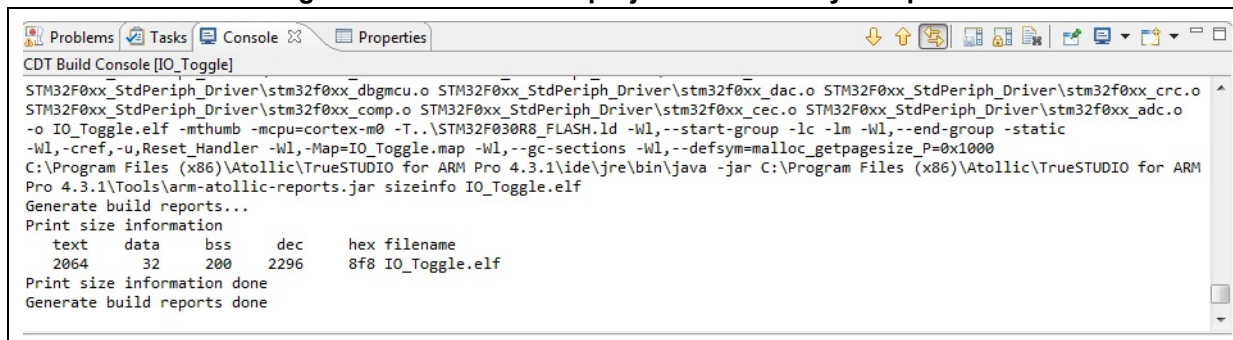 Problems Tasks Console Properties
CDT Build Console [IO_Toggle]
STM32F0xx_StdPeriph_Driver\stm32f0xx_dbgmcu.o STM32F0xx_StdPeriph_Driver\stm32f0xx_dac.o STM32F0xx_StdPeriph_Driver\stm32f0xx_crc.o
STM32F0xx_StdPeriph_Driver\stm32f0xx_comp.o STM32F0xx_StdPeriph_Driver\stm32f0xx_cec.o STM32F0xx_StdPeriph_Driver\stm32f0xx_adc.o
-o IO_Toggle.elf -mthumb -mcpu=cortex-m0 -T..\STM32F030R8_FLASH.ld -Wl,--start-group -lc -lm -Wl,--end-group -static
-Wl,-cref,-u,Reset_Handler -Wl,-Map=IO_Toggle.map -Wl,--gc-sections -Wl,--defsym=malloc_getpagesize_P=0x1000
C:\Program Files (x86)\Atollic\TrueSTUDIO for ARM Pro 4.3.1\ide\jre\bin\java -jar C:\Program Files (x86)\Atollic\TrueSTUDIO for ARM
Pro 4.3.1\Tools\arm-atollic-reports.jar sizeinfo IO_Toggle.elf
Generate build reports...
Print size information
text data bss dec hex filename
2064 32 200 2296 8f8 IO_Toggle.elf
Print size information done
Generate build reports done